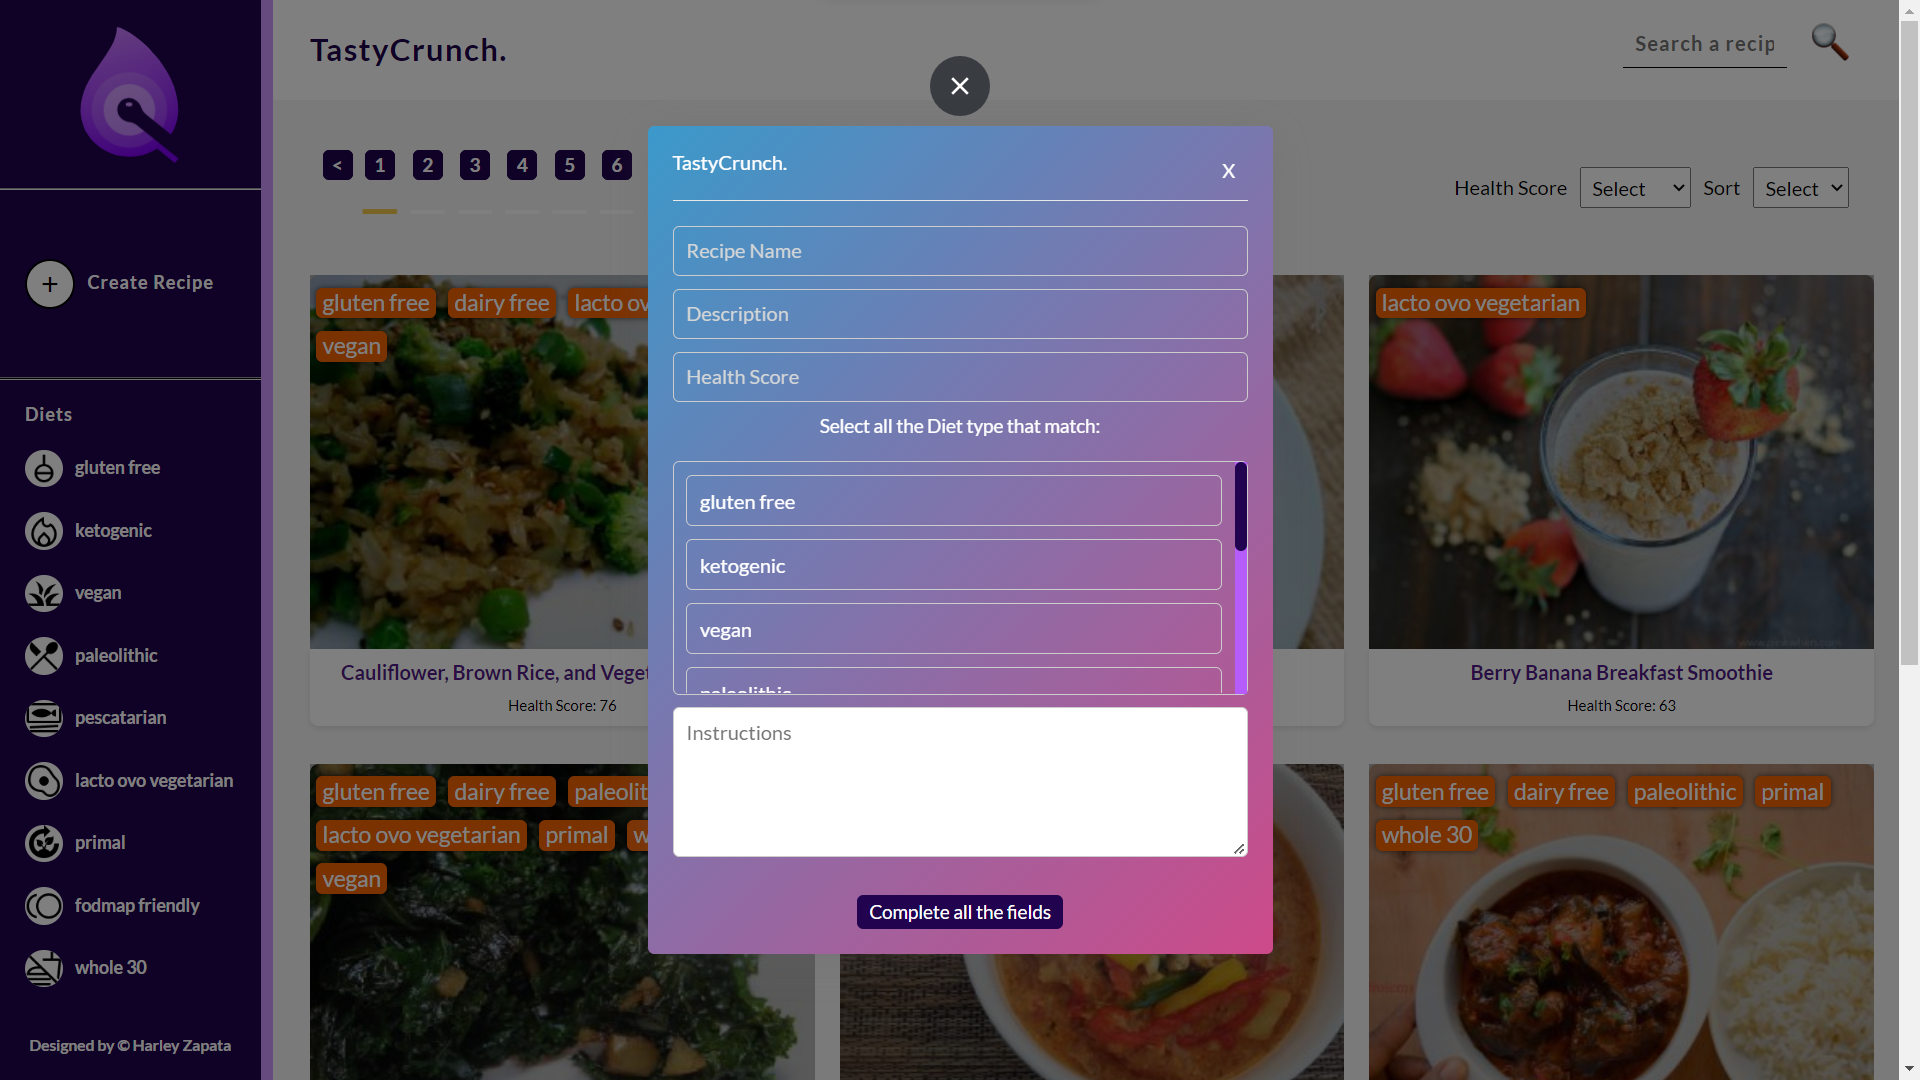 TastyCrunch.
Search a recip
< 1 2 3 4 5 6
Health Score Select Sort Select
Create Recipe
Diets
gluten free
ketogenic
vegan
paleolithic
pescatarian
lacto ovo vegetarian
primal
fodmap friendly
whole 30
Designed by © Harley Zapata
TastyCrunch.
X
Recipe Name
Description
Health Score
Select all the Diet type that match:
gluten free
ketogenic
vegan
paleolithic
Instructions
Complete all the fields
gluten free dairy free lacto ov
vegan
Cauliflower, Brown Rice, and Veget
Health Score: 76
lacto ovo vegetarian
Berry Banana Breakfast Smoothie
Health Score: 63
gluten free dairy free paleolit
lacto ovo vegetarian primal w
vegan
gluten free dairy free paleolithic primal
whole 30